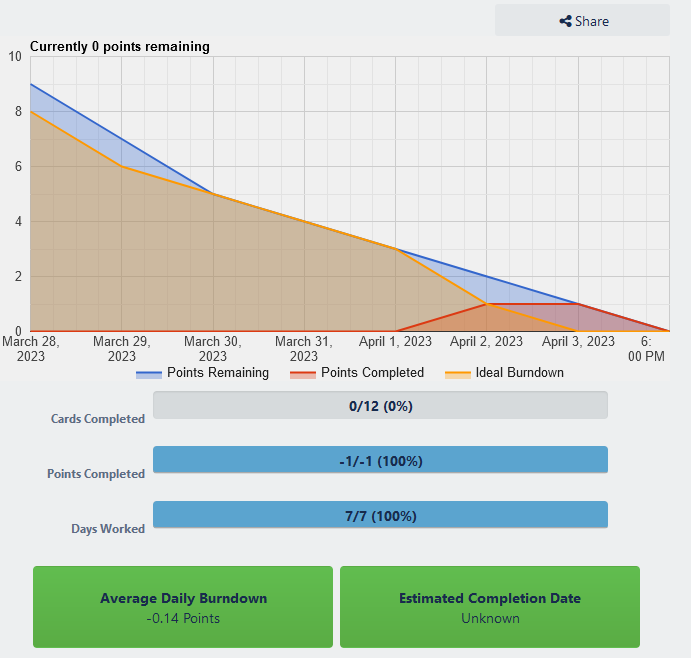 Share
Currently 0 points remaining
10
8
6
4
2
0
March 28,
2023
March 29,
2023
March 30,
2023
March 31,
2023
April 1, 2023
April 2, 2023
April 3, 2023
6:
00 PM
Points Remaining
Points Completed
Ideal Burndown
Cards Completed
0/12 (0%)
Points Completed
-1/-1 (100%)
Days Worked
7/7 (100%)
Average Daily Burndown
-0.14 Points
Estimated Completion Date
Unknown